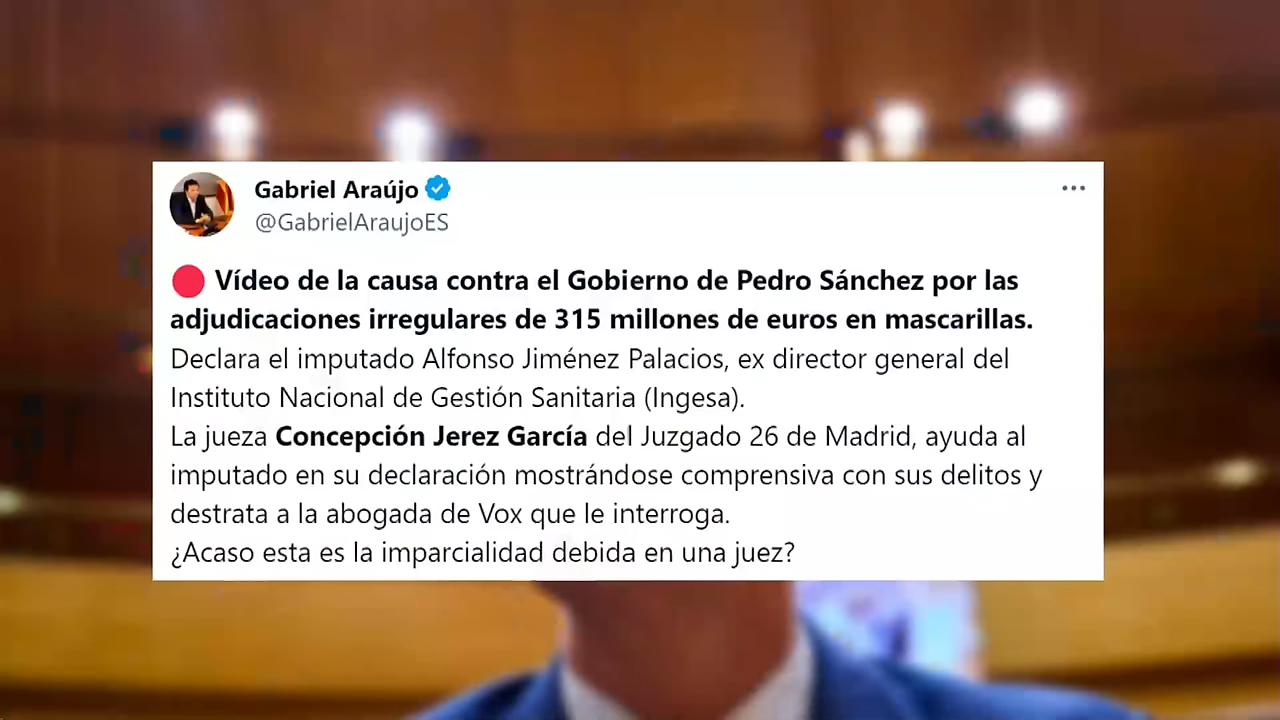 Gabriel Araújo
@GabrielAraujoES
Vídeo de la causa contra el Gobierno de Pedro Sánchez por las
adjudicaciones irregulares de 315 millones de euros en mascarillas.
Declara el imputado Alfonso Jiménez Palacios, ex director general del
Instituto Nacional de Gestión Sanitaria (Ingesa).
La jueza Concepción Jerez García del Juzgado 26 de Madrid, ayuda al
imputado en su declaración mostrándose comprensiva con sus delitos y
destrata a la abogada de Vox que le interroga.
¿Acaso esta es la imparcialidad debida en una juez?